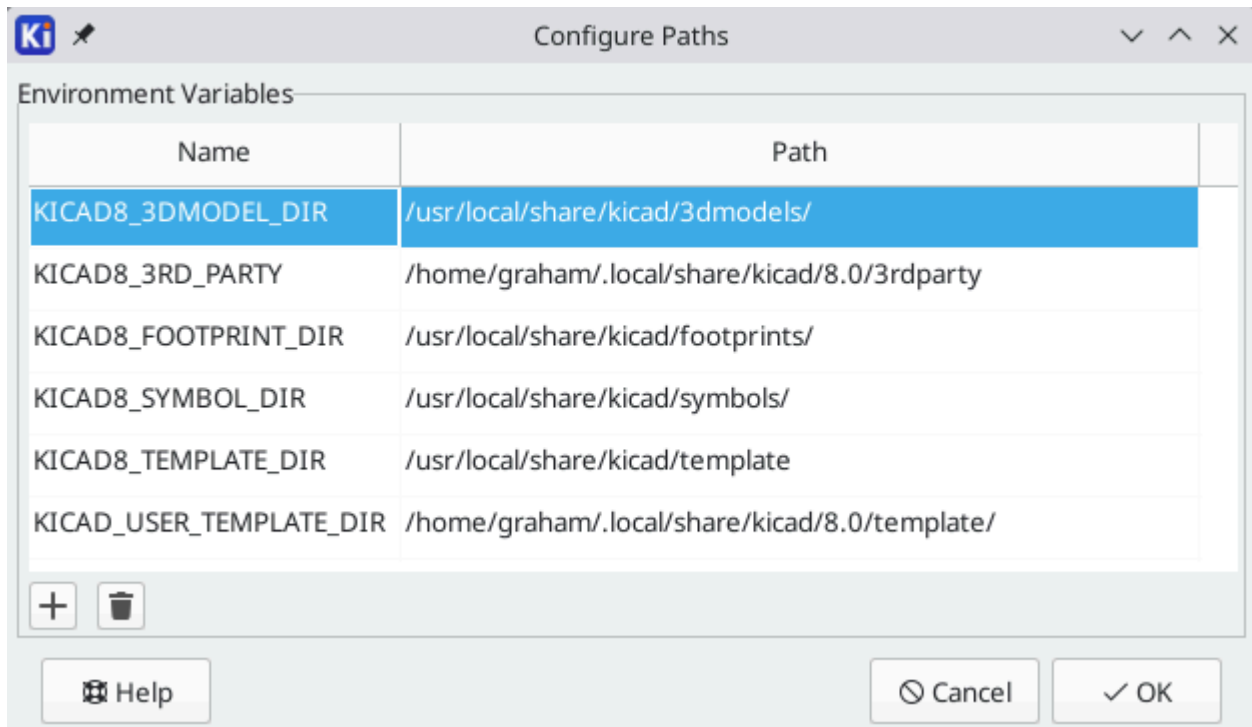 Ki Configure Paths
Environment Variables
Name Path
KICAD8_3DMODEL_DIR /usr/local/share/kicad/3dmodels/
KICAD8_3RD_PARTY /home/graham/.local/share/kicad/8.0/3rdparty
KICAD8_FOOTPRINT_DIR /usr/local/share/kicad/footprints/
KICAD8_SYMBOL_DIR /usr/local/share/kicad/symbols/
KICAD8_TEMPLATE_DIR /usr/local/share/kicad/template
KICAD_USER_TEMPLATE_DIR /home/graham/.local/share/kicad/8.0/template/
Help Cancel OK